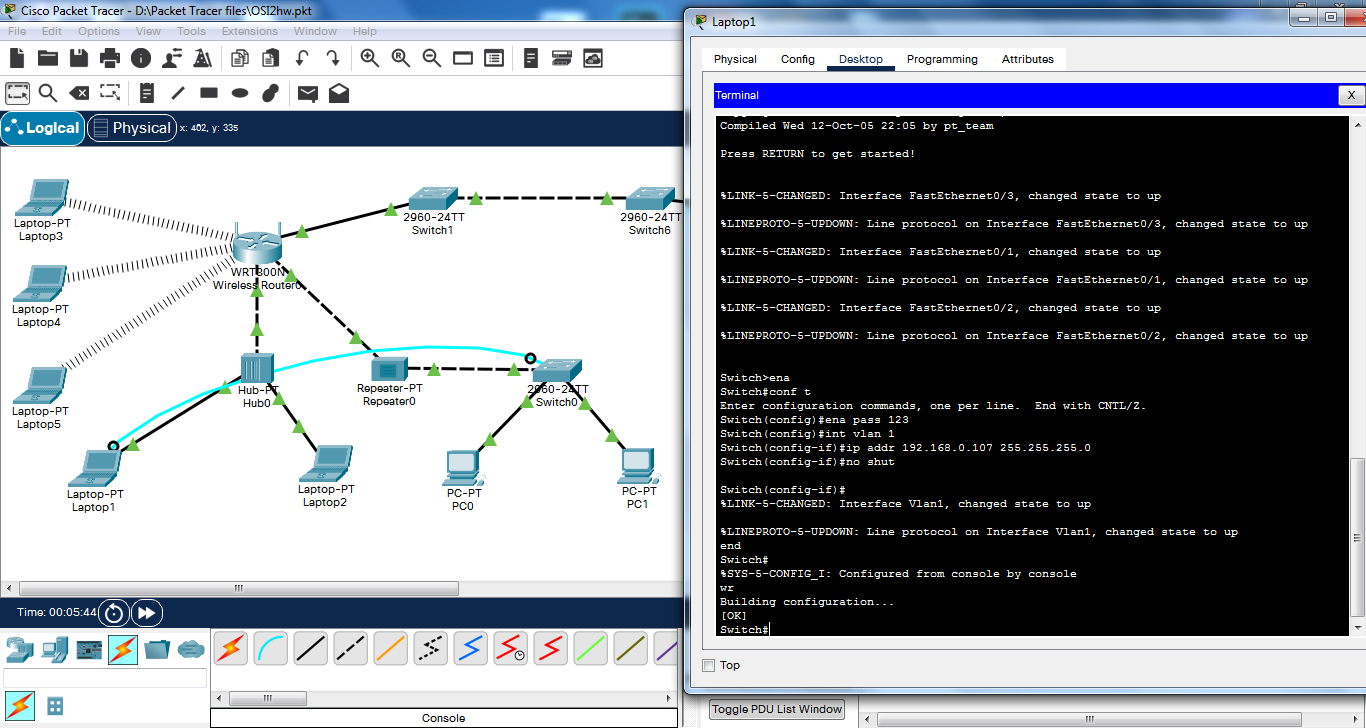 Cisco Packet Tracer - D:\Packet Tracer files\OSI2hw.pkt
File Edit Options View Tools Extensions Window Help
Logical Physical x: 402, y: 335
Laptop-PT
Laptop3
2960-24TT
Switch1
2960-24TT
Switch6
WRT300N
Wireless Router0
Laptop-PT
Laptop4
Laptop-PT
Laptop5
Hub-PT
Hub0
Repeater-PT
Repeater0
2960-24TT
Switch0
Laptop-PT
Laptop1
Laptop-PT
Laptop2
PC-PT
PC0
PC-PT
PC1
Time: 00:05:44
Console
Laptop1
Physical Config Desktop Programming Attributes
Terminal
X
Compiled Wed 12-Oct-05 22:05 by pt_team
Press RETURN to get started!
%LINK-5-CHANGED: Interface FastEthernet0/3, changed state to up
%LINEPROTO-5-UPDOWN: Line protocol on Interface FastEthernet0/3, changed state to up
%LINK-5-CHANGED: Interface FastEthernet0/1, changed state to up
%LINEPROTO-5-UPDOWN: Line protocol on Interface FastEthernet0/1, changed state to up
%LINK-5-CHANGED: Interface FastEthernet0/2, changed state to up
%LINEPROTO-5-UPDOWN: Line protocol on Interface FastEthernet0/2, changed state to up
Switch>ena
Switch#conf t
Enter configuration commands, one per line. End with CNTL/Z.
Switch(config)#ena pass 123
Switch(config)#int vlan 1
Switch(config-if)#ip addr 192.168.0.107 255.255.255.0
Switch(config-if)#no shut
Switch(config-if)#
%LINK-5-CHANGED: Interface Vlan1, changed state to up
%LINEPROTO-5-UPDOWN: Line protocol on Interface Vlan1, changed state to up
end
Switch#
%SYS-5-CONFIG_I: Configured from console by console
wr
Building configuration...
[OK]
Switch#
Top
Toggle PDU List Window